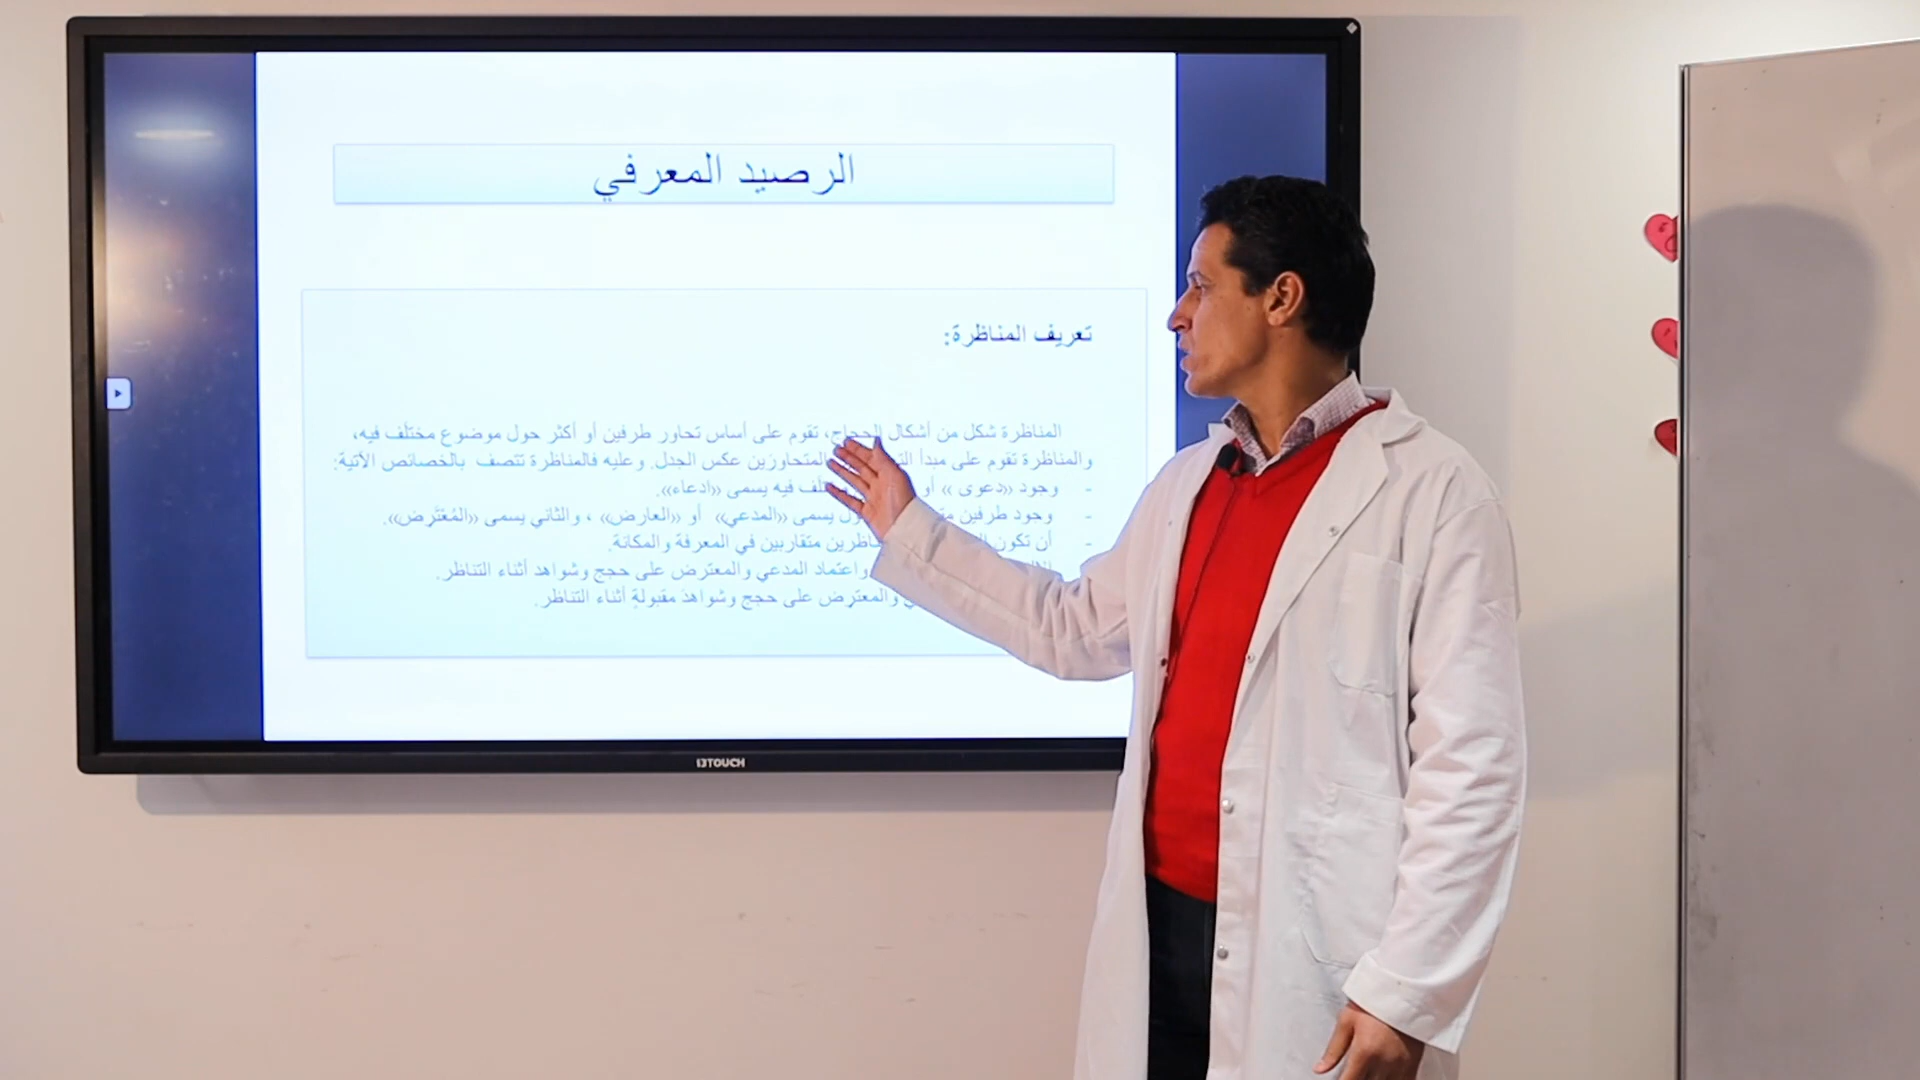 الرصيد المعرفي
تعريف المناظرة:
المناظرة شكل من أشكال الحجاج، تقوم على أساس تحاور طرفين أو أكثر حول موضوع مختلف فيه،
والمناظرة تقوم على مبدأ المتحاورين عكس الجدل. وعليه فالمناظرة تتصف بالخصائص الآتية:
- وجود «دعوى» أو فيه يسمى «ادعاء».
- وجود طرفين يسمى «المدعي» أو «العارض»، والثاني يسمى «المُعْتَرِض».
- أن تكون متقاربين في المعرفة والمكانة.
واعتماد المدعي والمعترض على حجج وشواهد أثناء التناظر.
والمعترِض على حجج وشواهدَ مقبولةٍ أثناء التناظر.
i3TOUCH